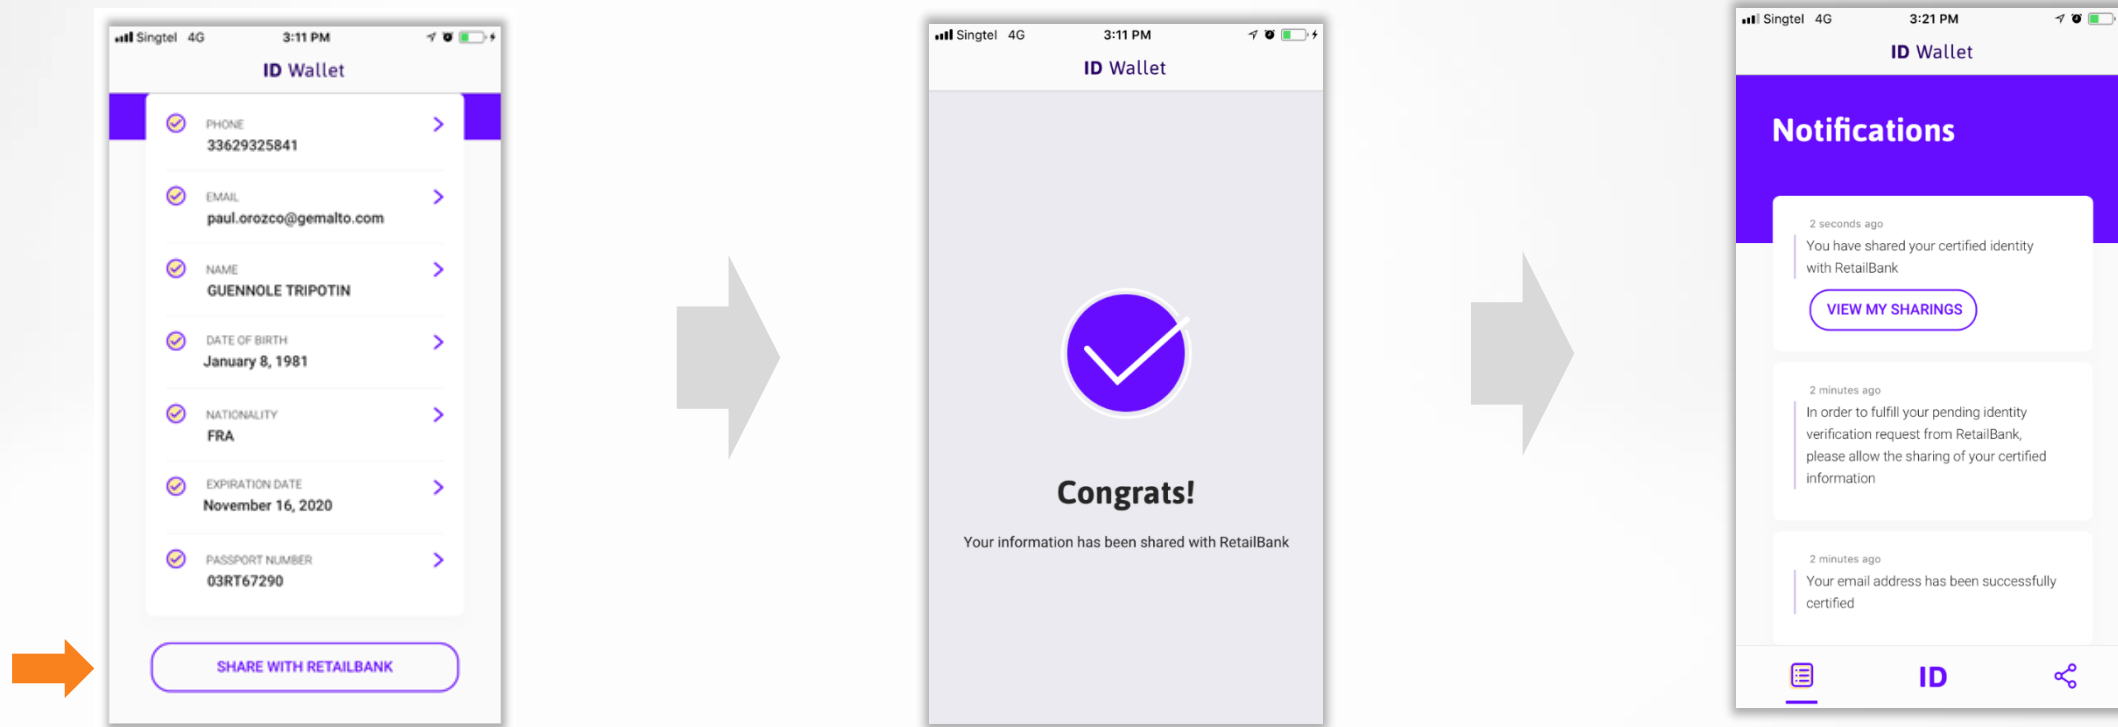 Singtel 4G 3:11 PM
ID Wallet
PHONE
33629325841
EMAIL
paul.orozco@gemalto.com
NAME
GUENNOLE TRIPOTIN
DATE OF BIRTH
January 8, 1981
NATIONALITY
FRA
EXPIRATION DATE
November 16, 2020
PASSPORT NUMBER
03RT67290
SHARE WITH RETAILBANK
Singtel 4G 3:11 PM
ID Wallet
Congrats!
Your information has been shared with RetailBank
Singtel 4G 3:21 PM
ID Wallet
Notifications
2 seconds ago
You have shared your certified identity
with RetailBank
VIEW MY SHARINGS
2 minutes ago
In order to fulfill your pending identity
verification request from RetailBank,
please allow the sharing of your certified
information
2 minutes ago
Your email address has been successfully
certified
ID